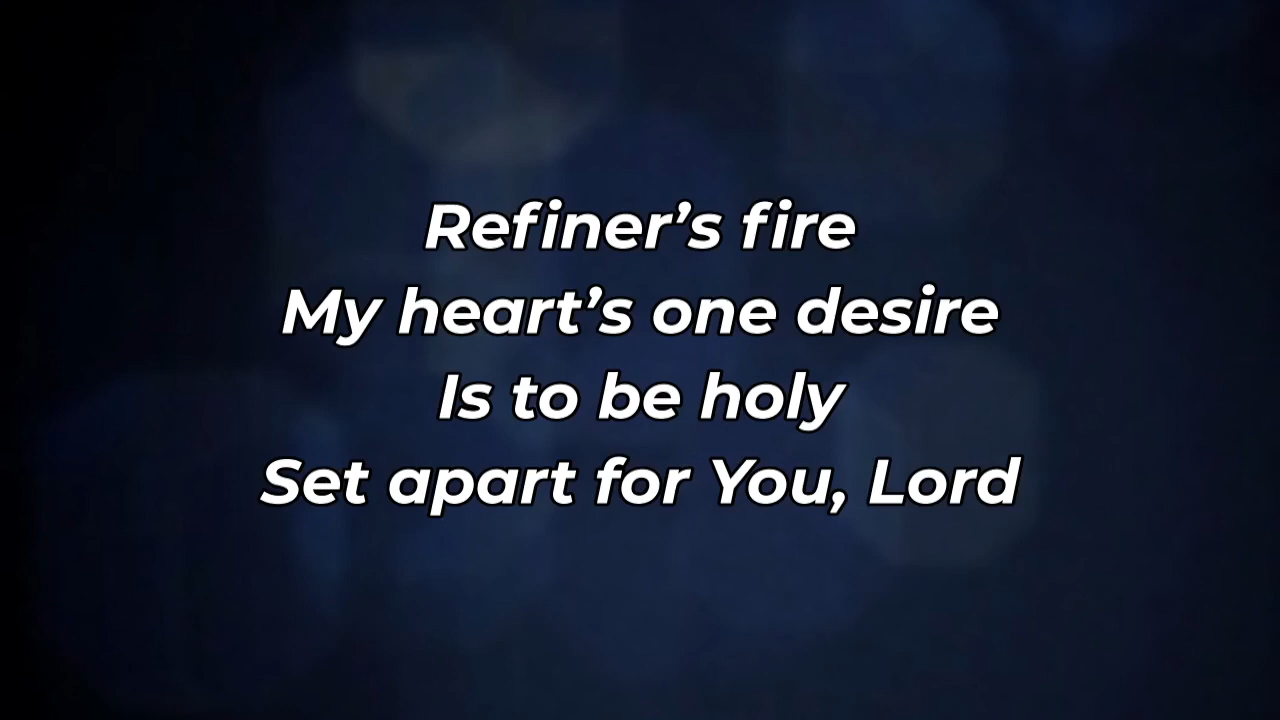 Refiner’s fire
My heart’s one desire
Is to be holy
Set apart for You, Lord